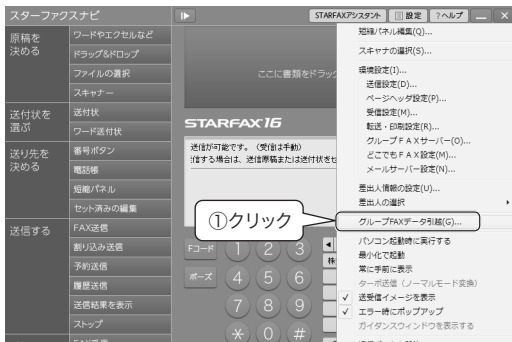 スターファクスナビ
STARFAXアシスタント 設定 ?ヘルプ
原稿を
決める
ワードやエクセルなど
ドラッグ&ドロップ
ファイルの選択
スキャナー
送付状を
選ぶ
送付状
ワード送付状
送り先を
決める
番号ボタン
電話帳
短縮パネル
セット済みの編集
送信する
FAX送信
割り込み送信
予約送信
履歴送信
送信結果を表示
ストップ
ここに書類をドラッグ
STARFAX16
送信が可能です。（受信は手動）
信する場合は、送信原稿または送付状をセ
①クリック
Fコード
ポーズ
1 2 3
4 5 6
7 8 9
* 0 #
株
短縮パネル編集(Q)...
スキャナの選択(S)...
環境設定(I)...
送信設定(D)...
ページヘッダ設定(P)...
受信設定(M)...
転送・印刷設定(R)...
グループＦＡＸサーバー(O)...
どこでもＦＡＸ設定(M)...
メールサーバー設定(N)...
差出人情報の設定(U)...
差出人の選択
グループFAXデータ引越(G)...
パソコン起動時に実行する
最小化で起動
常に手前に表示
ターボ送信（ノーマルモード変換）
✓ 送受信イメージを表示
✓ エラー時にポップアップ
ガイダンスウィンドウを表示する